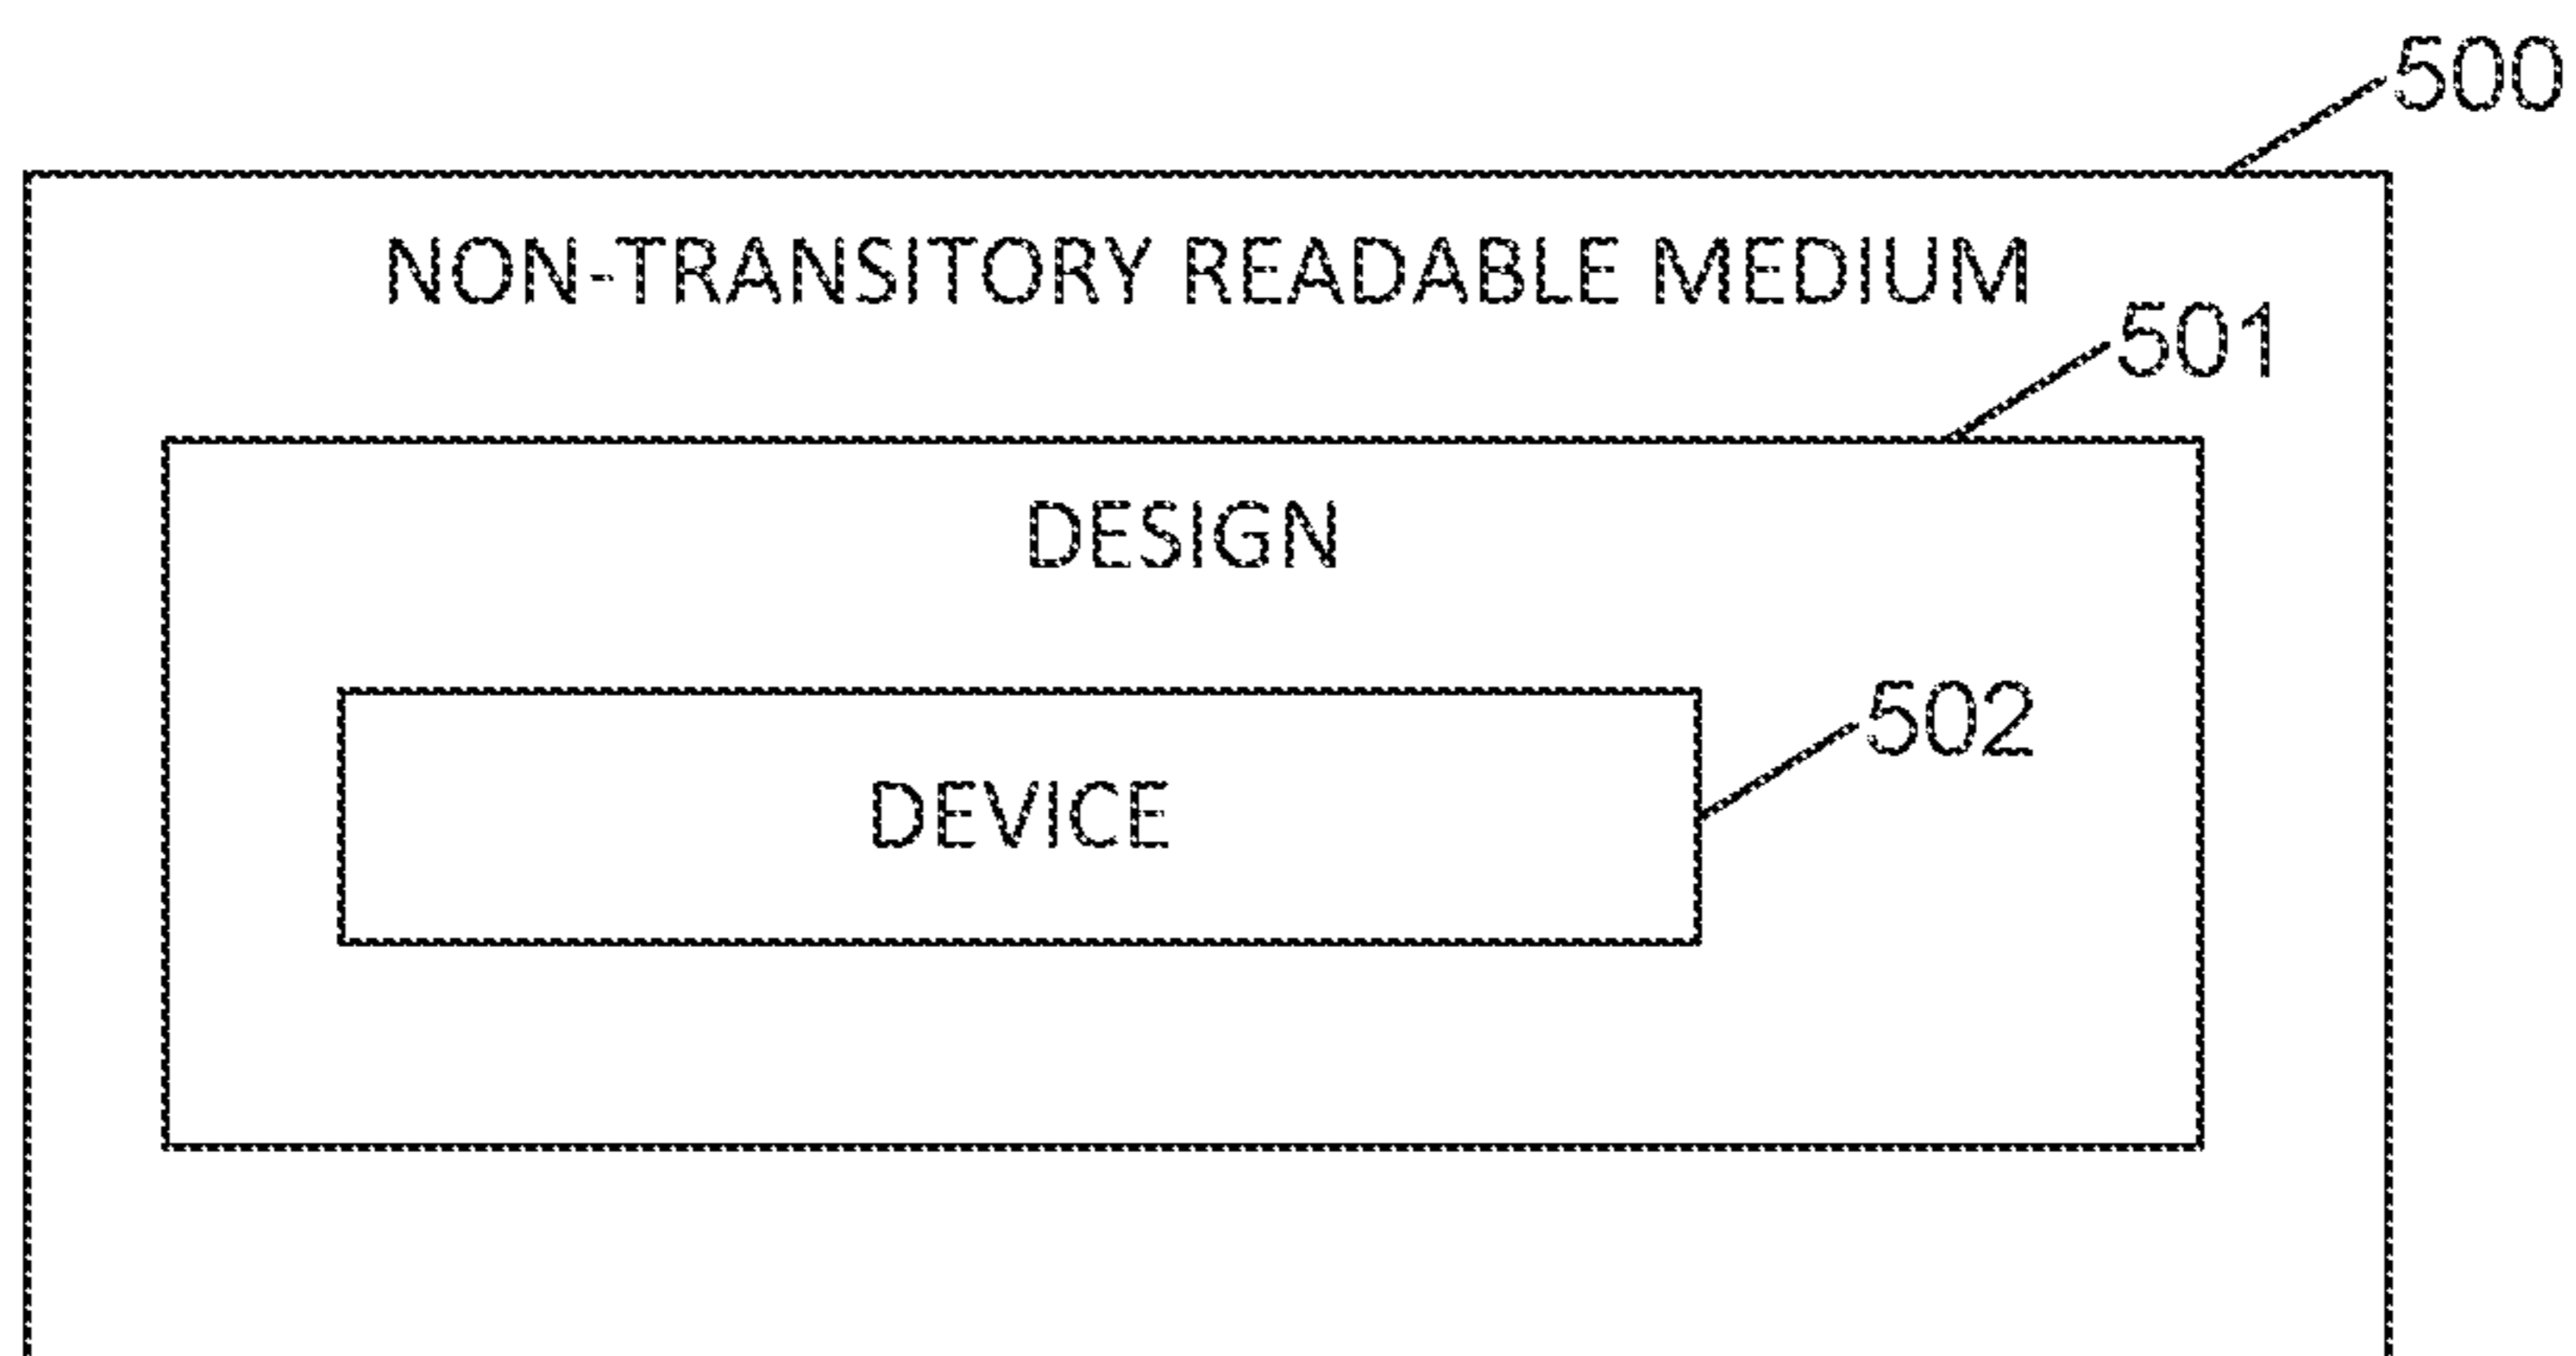 500
NON-TRANSITORY READABLE MEDIUM
501
DESIGN
502
DEVICE